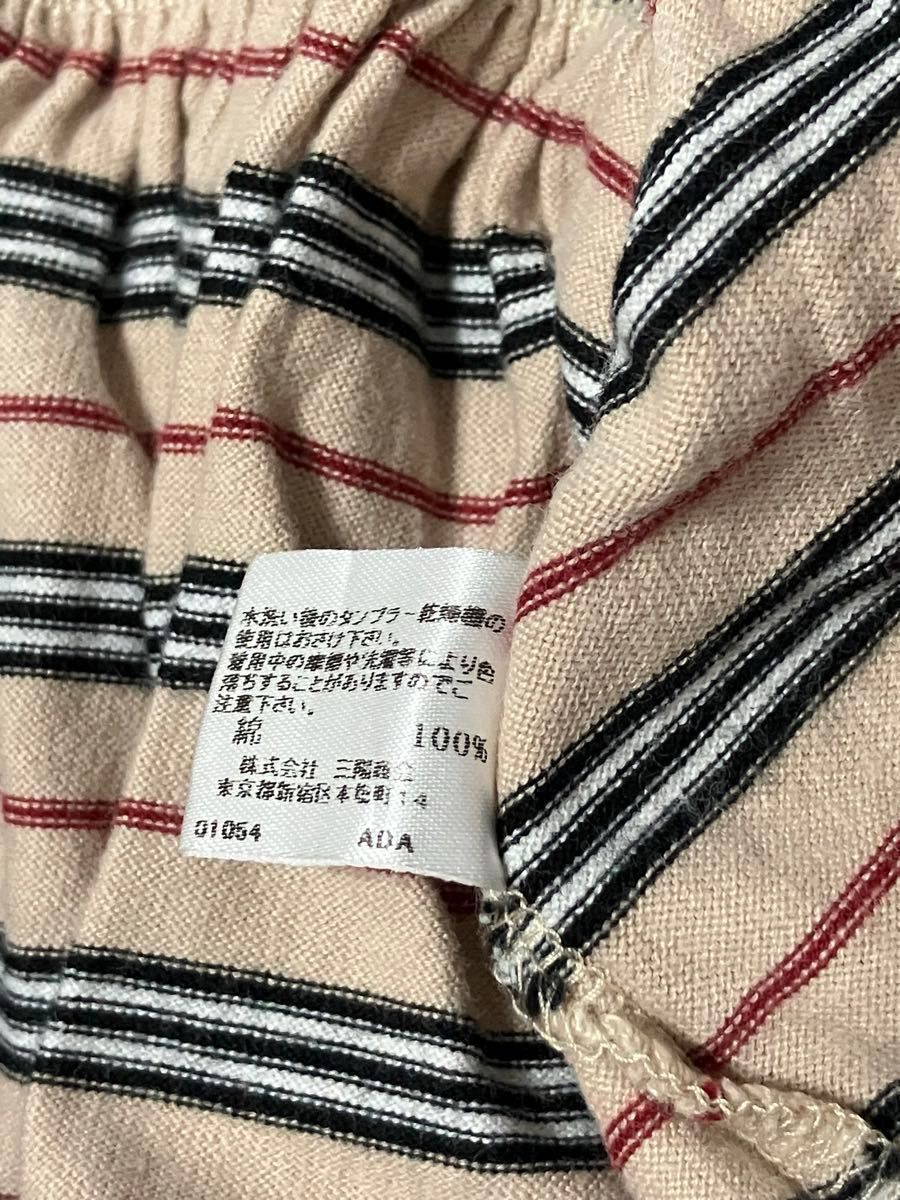 水洗い後のタンブラー乾燥機の
使用はおさけ下さい。
着用中の摩擦や洗濯等により色
落ちすることがありますのでご
注意下さい。
綿 100%
株式会社 三陽商会
東京都新宿区本塩町14
01054 ADA